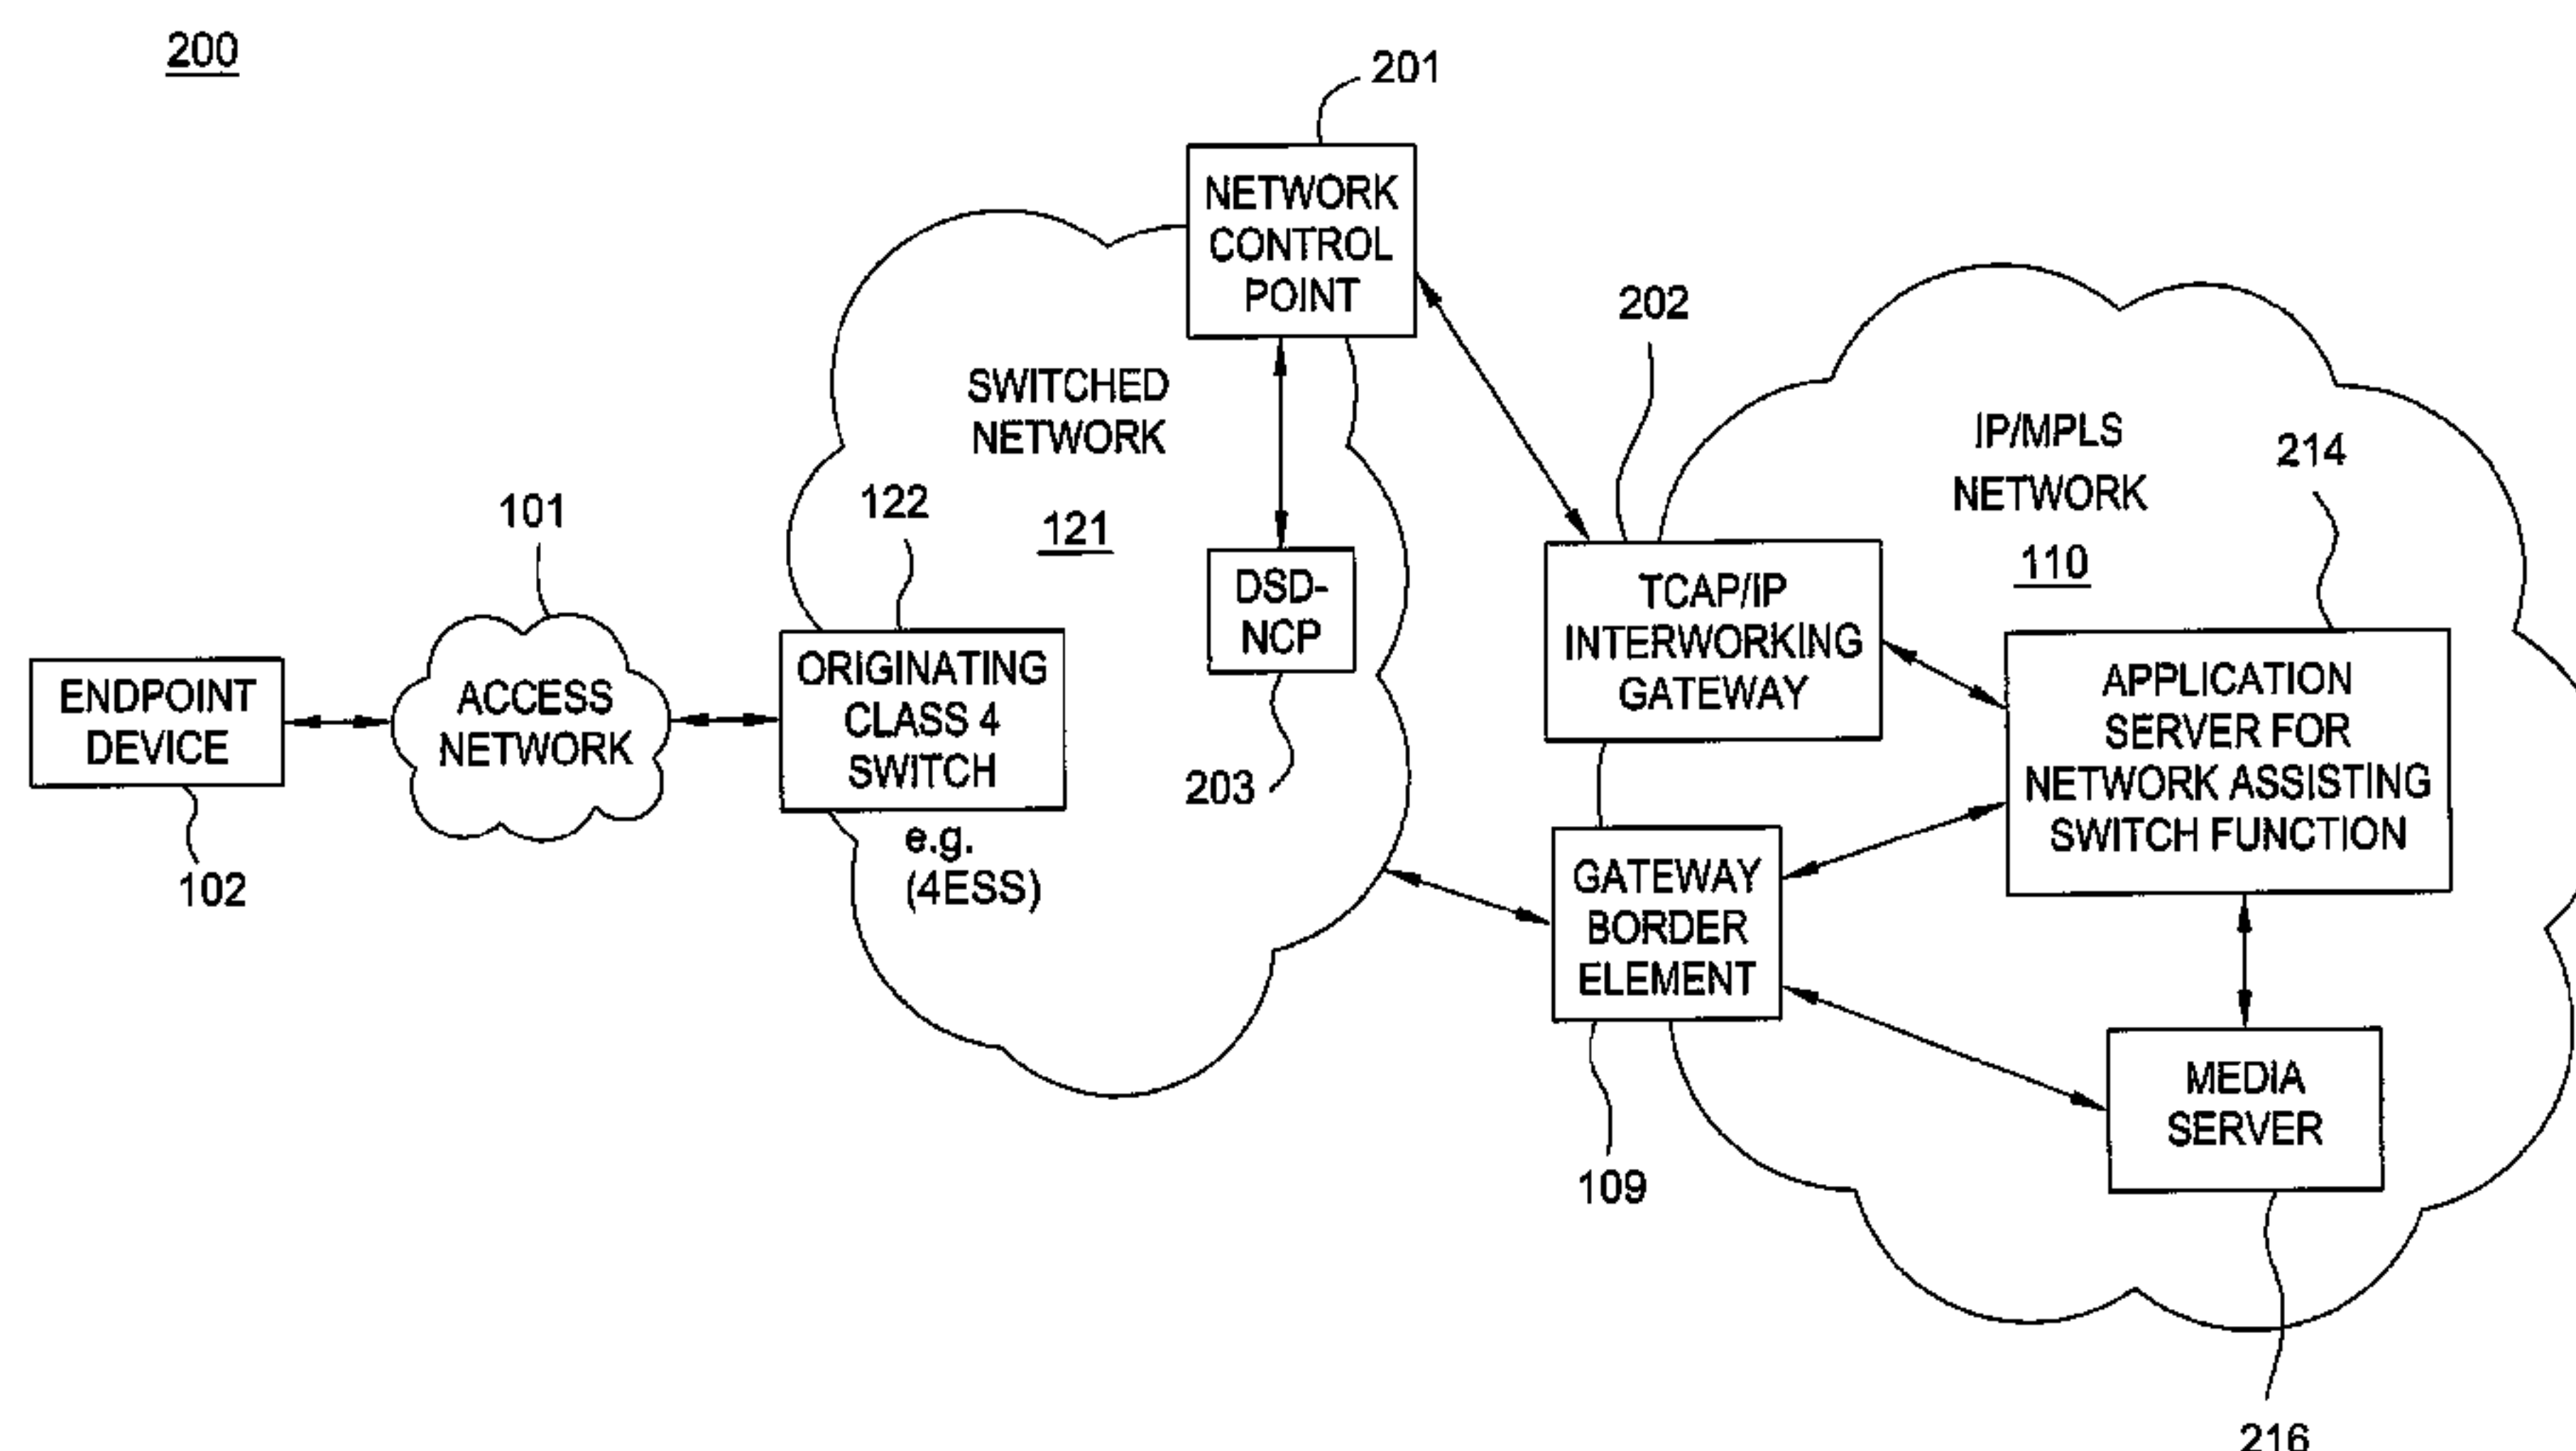 200
201
NETWORK
CONTROL
POINT
202
SWITCHED
NETWORK
121
122
101
IP/MPLS
NETWORK
110
214
DSD-
NCP
203
TCAP/IP
INTERWORKING
GATEWAY
ENDPOINT
DEVICE
102
ACCESS
NETWORK
ORIGINATING
CLASS 4
SWITCH
e.g.
(4ESS)
APPLICATION
SERVER FOR
NETWORK ASSISTING
SWITCH FUNCTION
GATEWAY
BORDER
ELEMENT
109
MEDIA
SERVER
216